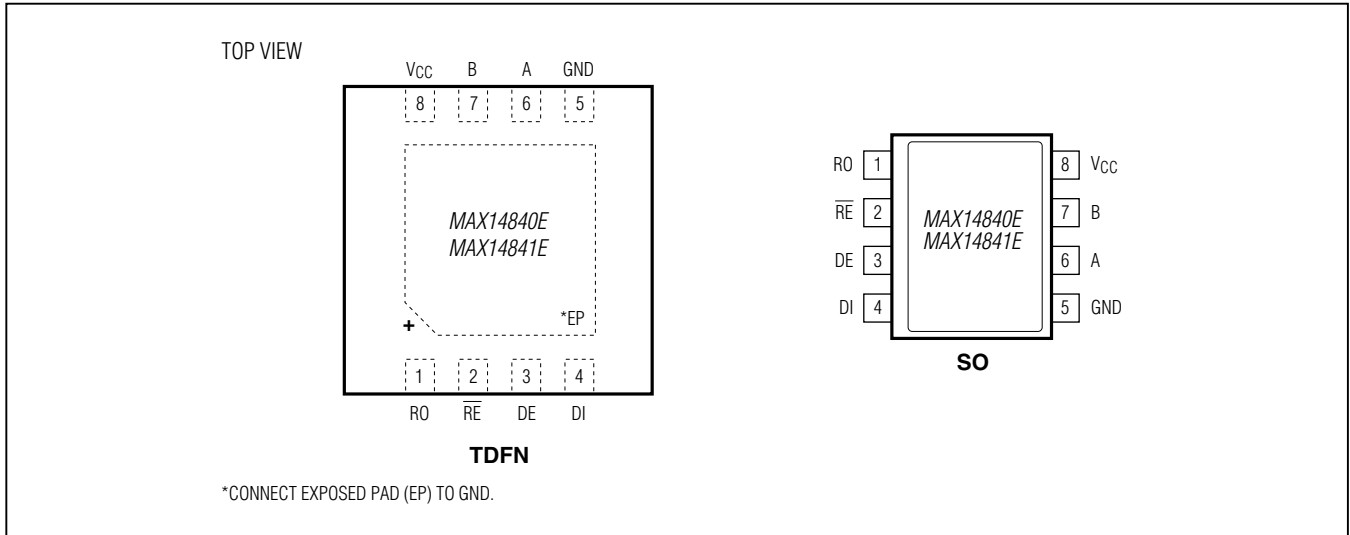 TOP VIEW
VCC B A GND
8 7 6 5
MAX14840E
MAX14841E
*EP
+
1 2 3 4
RO R̅E̅ DE DI
TDFN
*CONNECT EXPOSED PAD (EP) TO GND.
RO 1
R̅E̅ 2
DE 3
DI 4
MAX14840E
MAX14841E
8 VCC
7 B
6 A
5 GND
SO